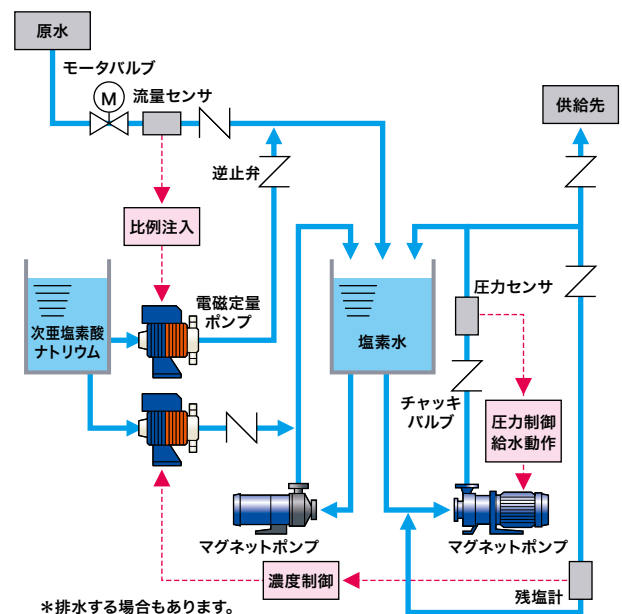 原水
モータバルブ
M
流量センサ
供給先
逆止弁
比例注入
電磁定量
ポンプ
次亜塩素酸
ナトリウム
塩素水
圧力センサ
チャッキ
バルブ
圧力制御
給水動作
マグネットポンプ
マグネットポンプ
濃度制御
残塩計
＊排水する場合もあります。